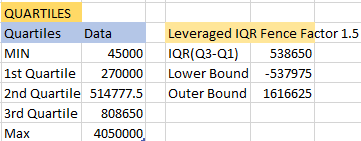 QUARTILES
Quartiles Data Leveraged IQR Fence Factor 1.5
MIN 45000 IQR(Q3-Q1) 538650
1st Quartile 270000 Lower Bound -537975
2nd Quartile 514777.5 Outer Bound 1616625
3rd Quartile 808650
Max 4050000